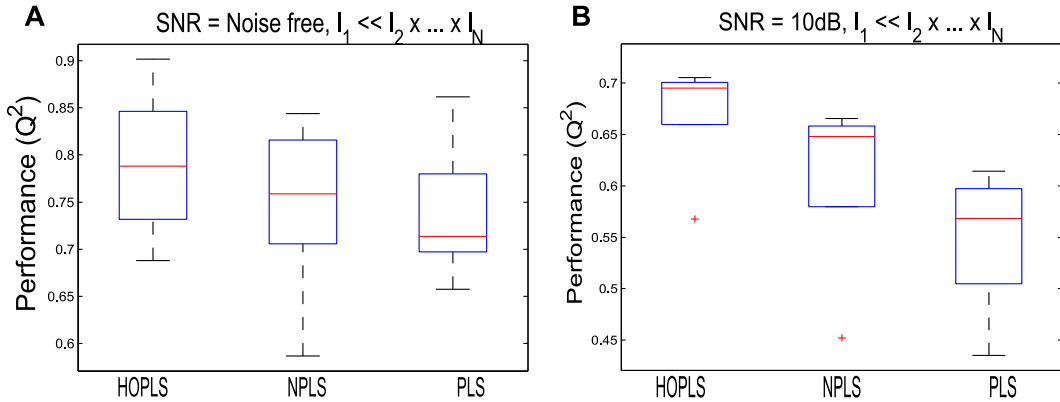 A
SNR = Noise free, I₁ << I₂ x ... x I_N
Performance (Q²)
0.9
0.85
0.8
0.75
0.7
0.65
0.6
HOPLS NPLS PLS
B
SNR = 10dB, I₁ << I₂ x ... x I_N
Performance (Q²)
0.7
0.65
0.6
0.55
0.5
0.45
HOPLS NPLS PLS